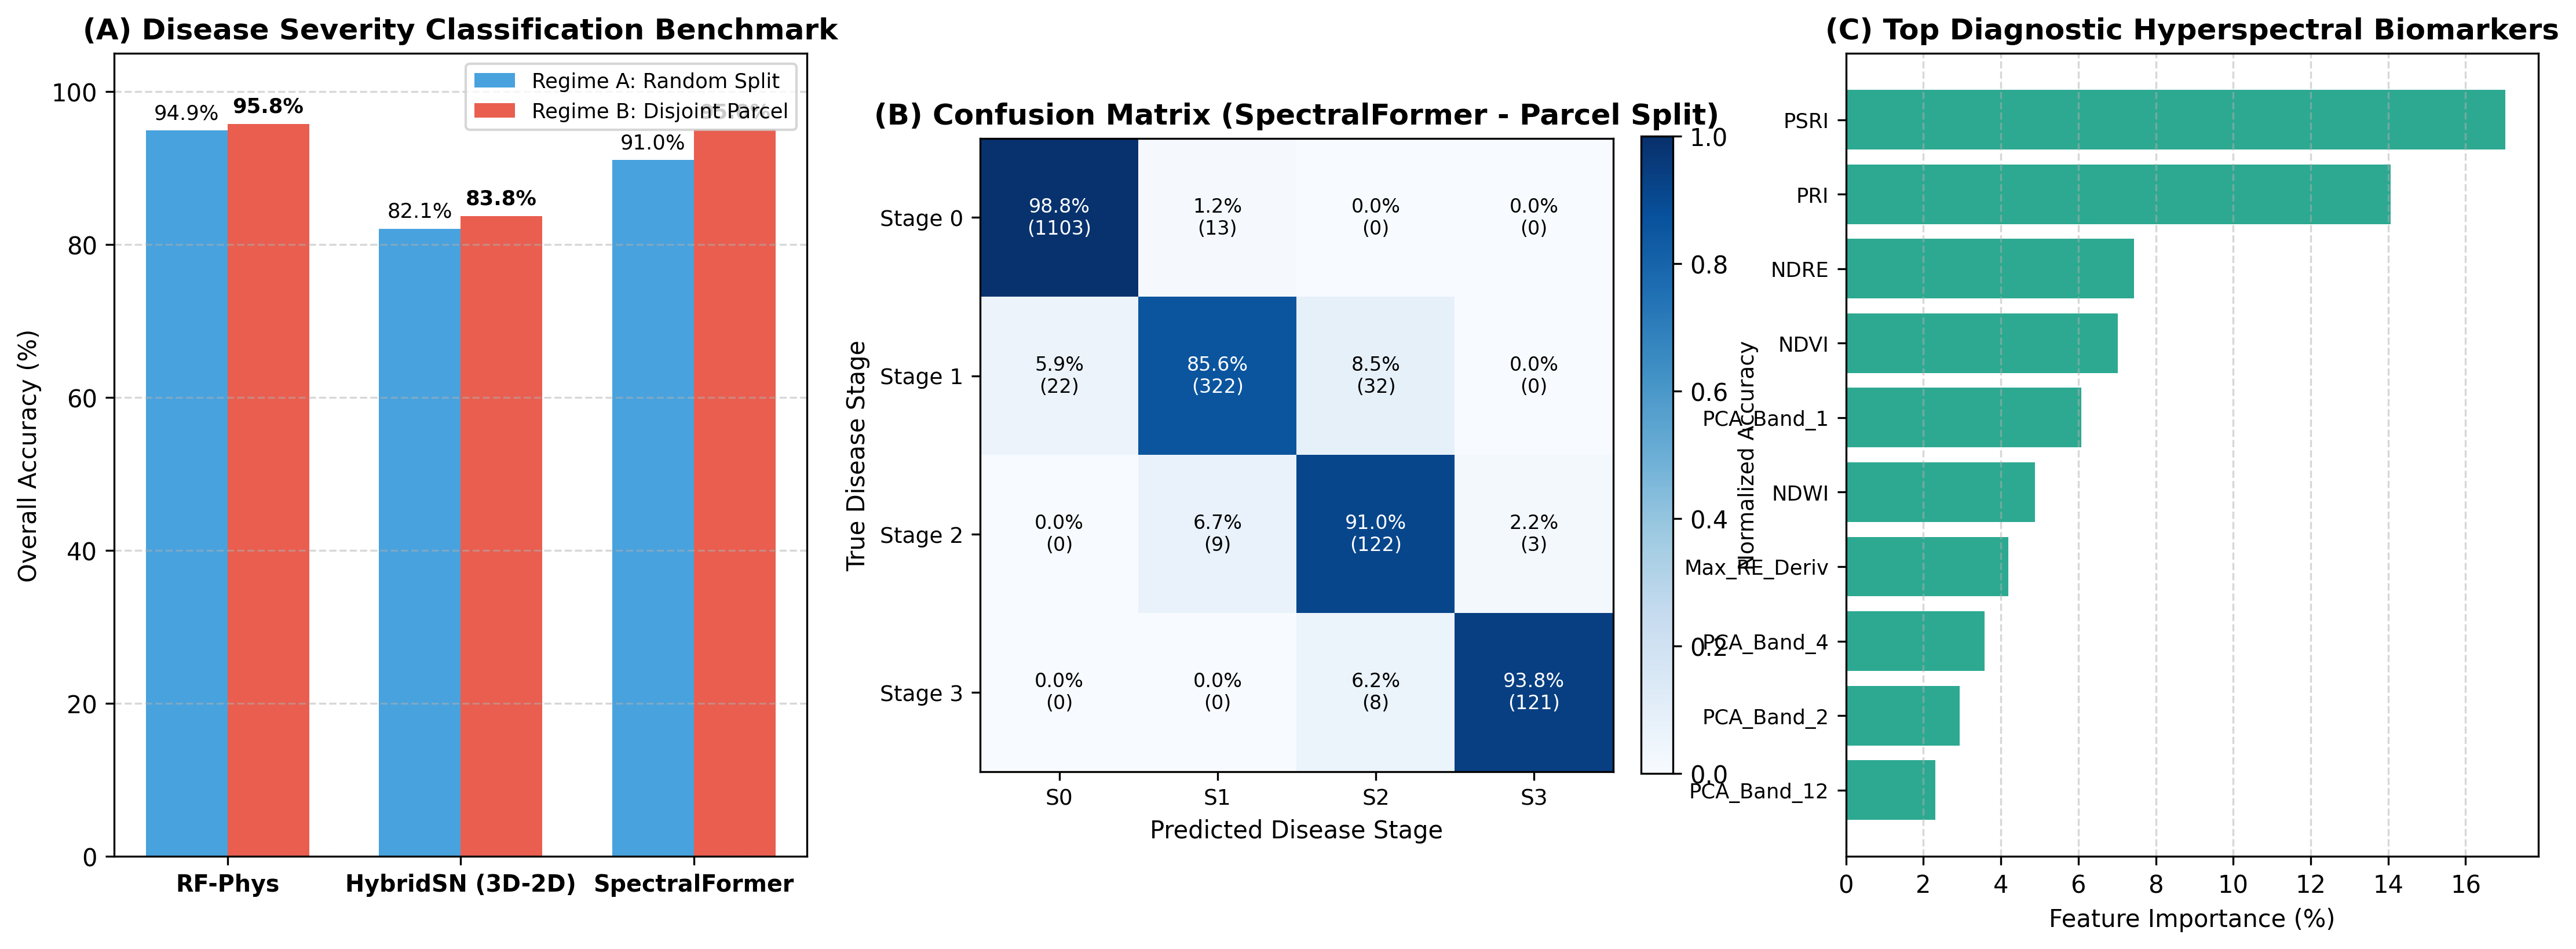 (A) Disease Severity Classification Benchmark
Regime A: Random Split
Regime B: Disjoint Parcel
94.9%
95.8%
82.1%
83.8%
91.0%
Overall Accuracy (%)
100
80
60
40
20
0
RF-Phys
HybridSN (3D-2D)
SpectralFormer
(B) Confusion Matrix (SpectralFormer - Parcel Split)
True Disease Stage
Stage 0
98.8%
(1103)
1.2%
(13)
0.0%
(0)
0.0%
(0)
Stage 1
5.9%
(22)
85.6%
(322)
8.5%
(32)
0.0%
(0)
Stage 2
0.0%
(0)
6.7%
(9)
91.0%
(122)
2.2%
(3)
Stage 3
0.0%
(0)
0.0%
(0)
6.2%
(8)
93.8%
(121)
S0
S1
S2
S3
Predicted Disease Stage
1.0
0.8
0.6
0.4
0.2
0.0
Normalized Accuracy
(C) Top Diagnostic Hyperspectral Biomarkers
PSRI
PRI
NDRE
NDVI
PCA_Band_1
NDWI
Max_RE_Deriv
PCA_Band_4
PCA_Band_2
PCA_Band_12
0
2
4
6
8
10
12
14
16
Feature Importance (%)